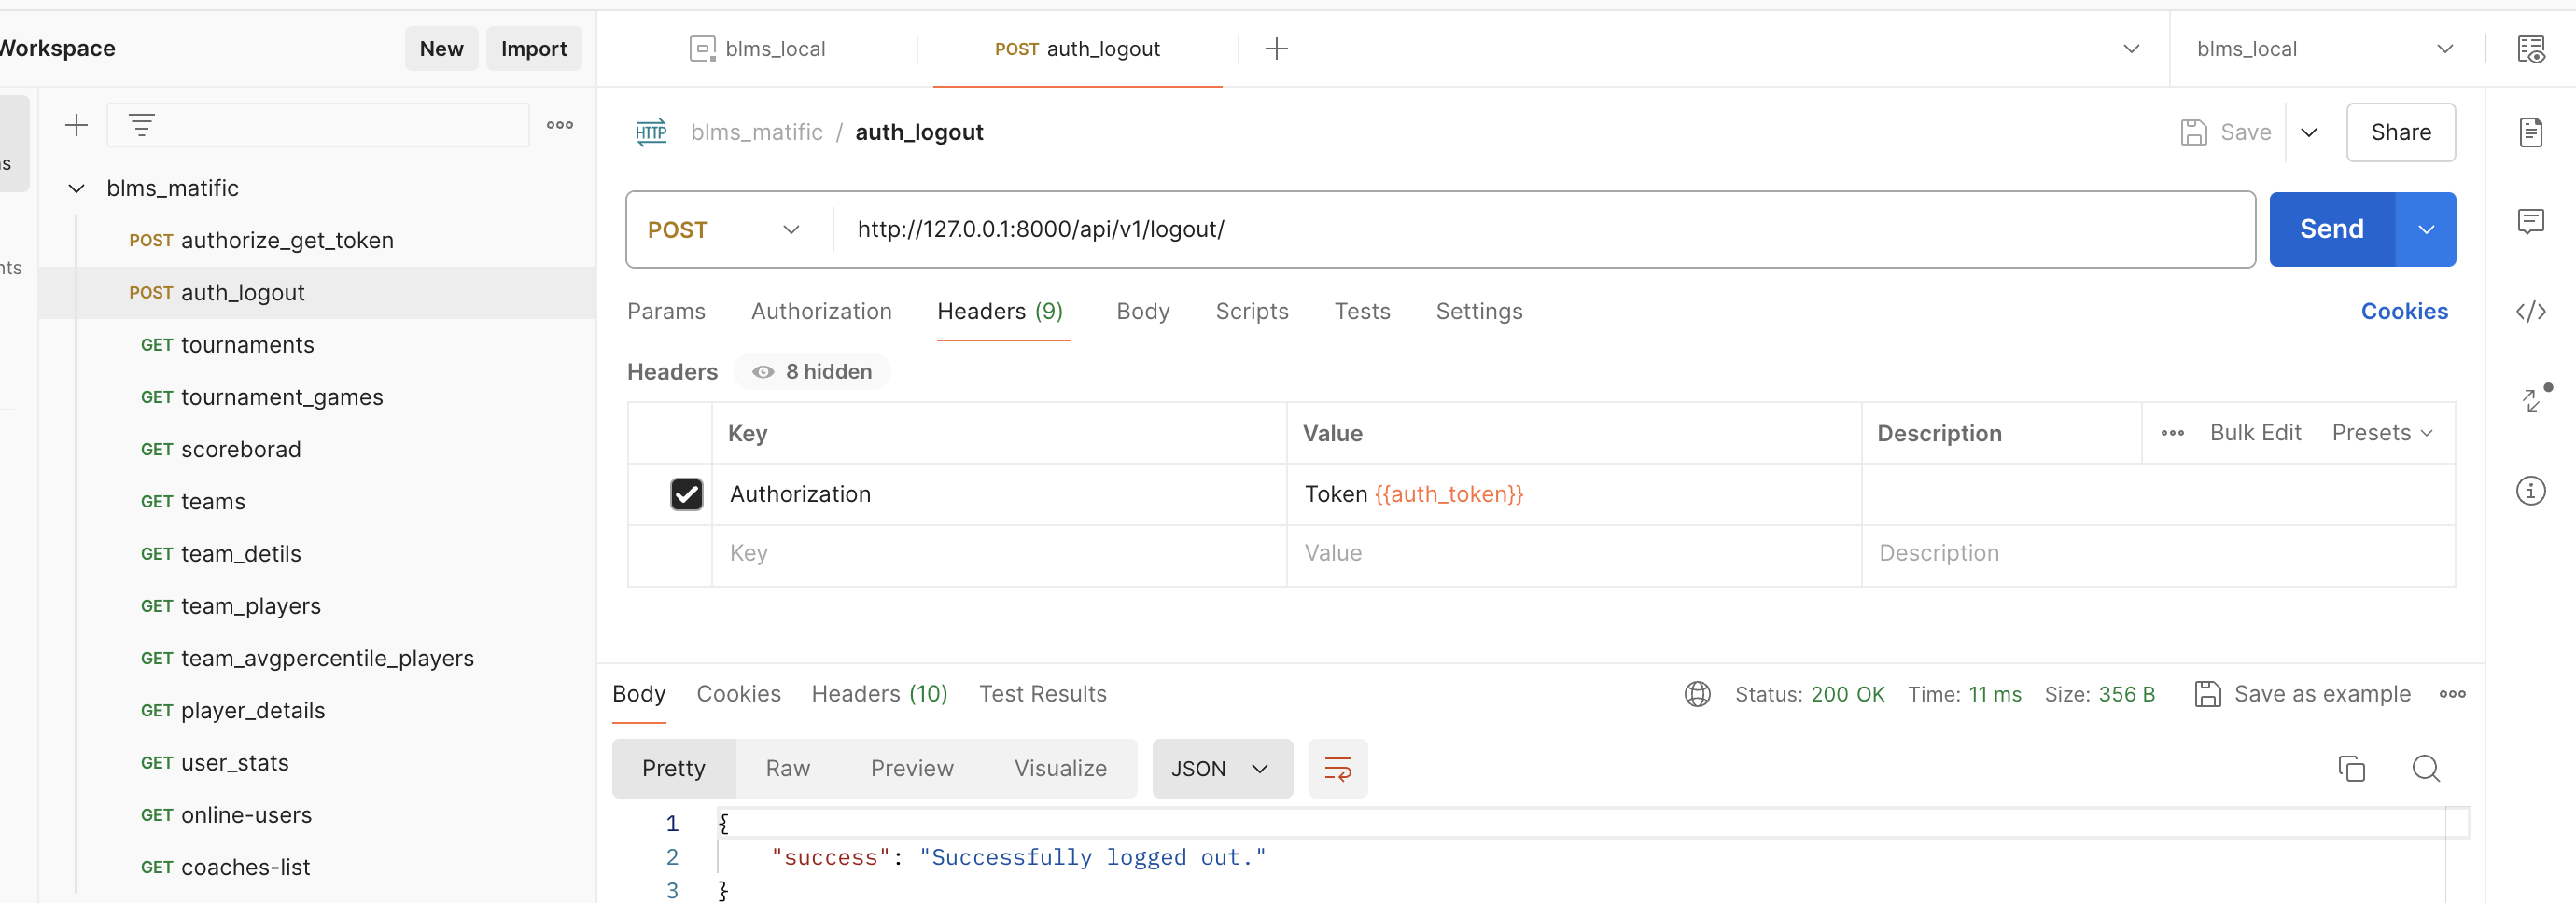 Workspace
New
Import
blms_local
POST auth_logout
blms_local
HTTP
blms_matific / auth_logout
Save
Share
blms_matific
POST authorize_get_token
POST auth_logout
GET tournaments
GET tournament_games
GET scoreborad
GET teams
GET team_detils
GET team_players
GET team_avgpercentile_players
GET player_details
GET user_stats
GET online-users
GET coaches-list
POST
http://127.0.0.1:8000/api/v1/logout/
Send
Params Authorization Headers (9) Body Scripts Tests Settings
Cookies
Headers 8 hidden
Key Value Description Bulk Edit Presets
Authorization Token {{auth_token}}
Key Value Description
Body Cookies Headers (10) Test Results
Status: 200 OK Time: 11 ms Size: 356 B Save as example
Pretty Raw Preview Visualize JSON
1 {
2 "success": "Successfully logged out."
3 }